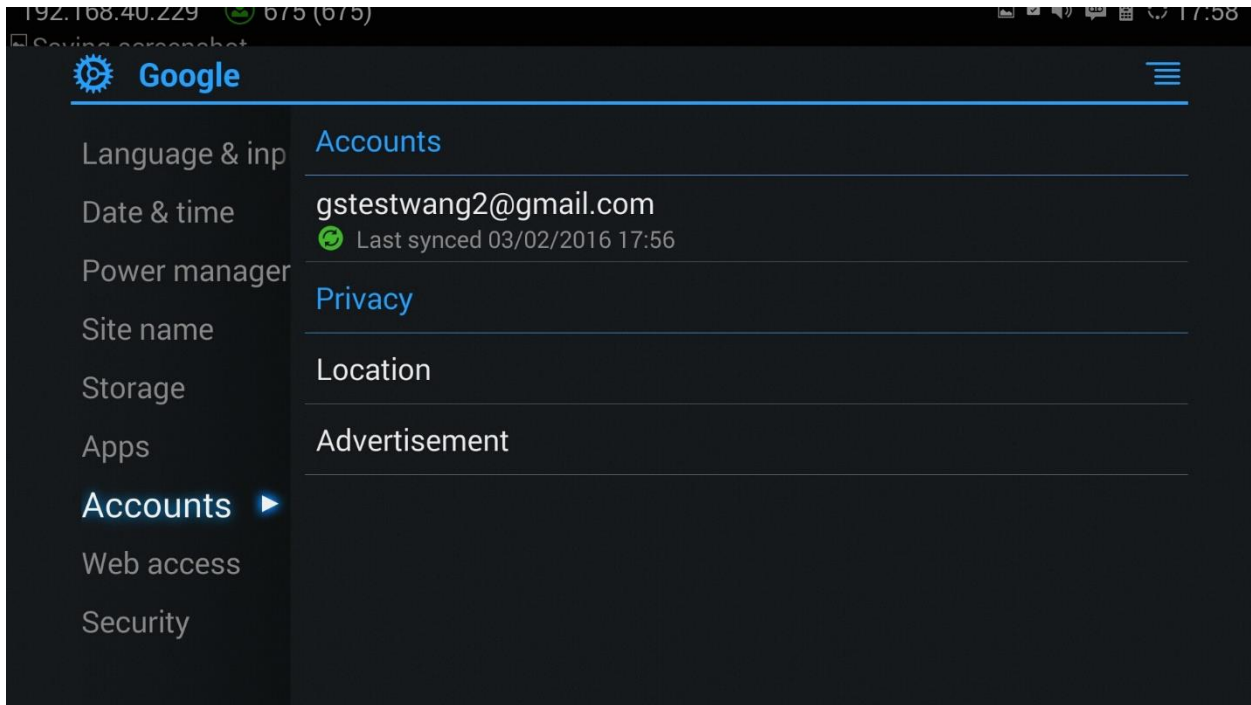 192.168.40.229 675 (675) 17:58
Saving screenshot
Google
Language & inp
Date & time
Power manager
Site name
Storage
Apps
Accounts
Web access
Security
Accounts
gstestwang2@gmail.com
Last synced 03/02/2016 17:56
Privacy
Location
Advertisement